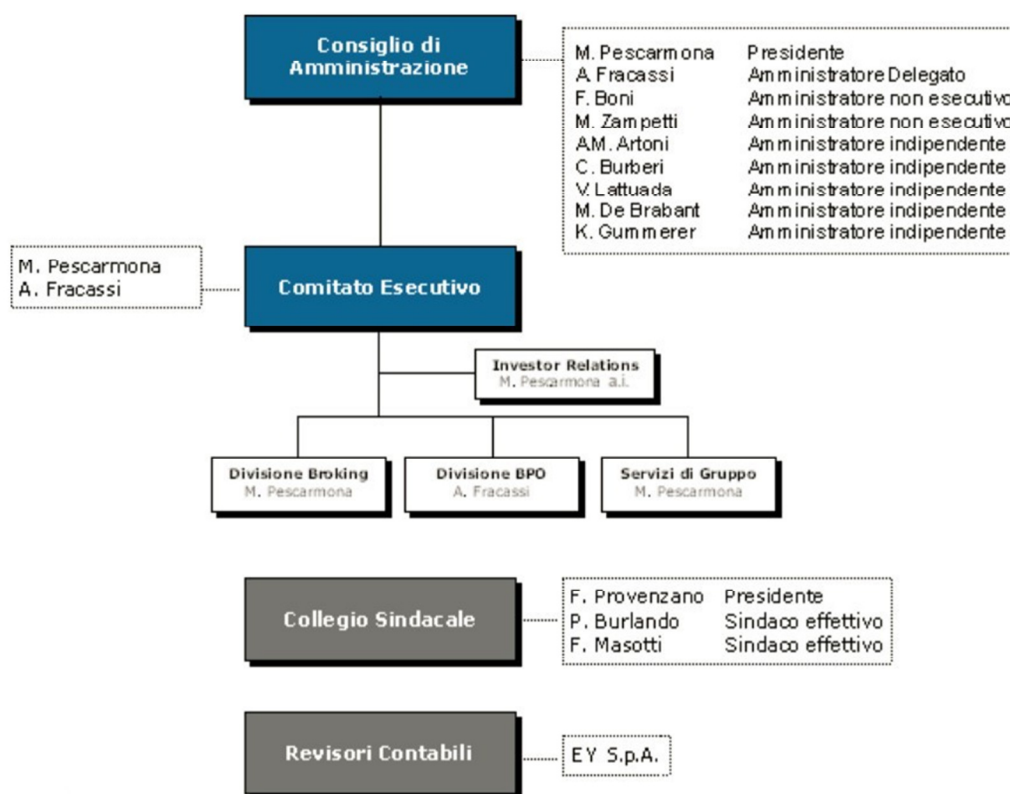 Consiglio di
Amministrazione
M. Pescarmona Presidente
A. Fracassi Amministratore Delegato
F. Boni Amministratore non esecutivo
M. Zampetti Amministratore non esecutivo
A.M. Artoni Amministratore indipendente
C. Burberi Amministratore indipendente
V. Lattuada Amministratore indipendente
M. De Brabant Amministratore indipendente
K. Gummerer Amministratore indipendente
M. Pescarmona
A. Fracassi
Comitato Esecutivo
Investor Relations
M. Pescarmona a.i.
Divisione Broking
M. Pescarmona
Divisione BPO
A. Fracassi
Servizi di Gruppo
M. Pescarmona
Collegio Sindacale
F. Provenzano Presidente
P. Burlando Sindaco effettivo
F. Masotti Sindaco effettivo
Revisori Contabili
EY S.p.A.